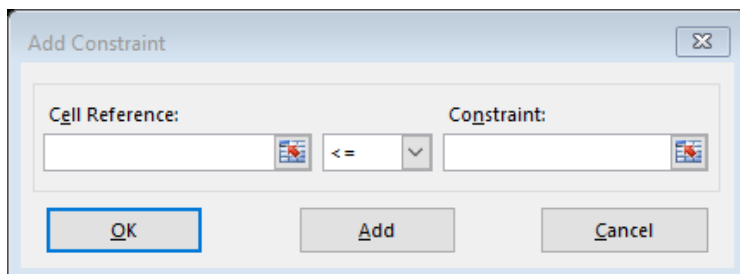 Add Constraint
Cell Reference: Constraint:
<=
OK Add Cancel